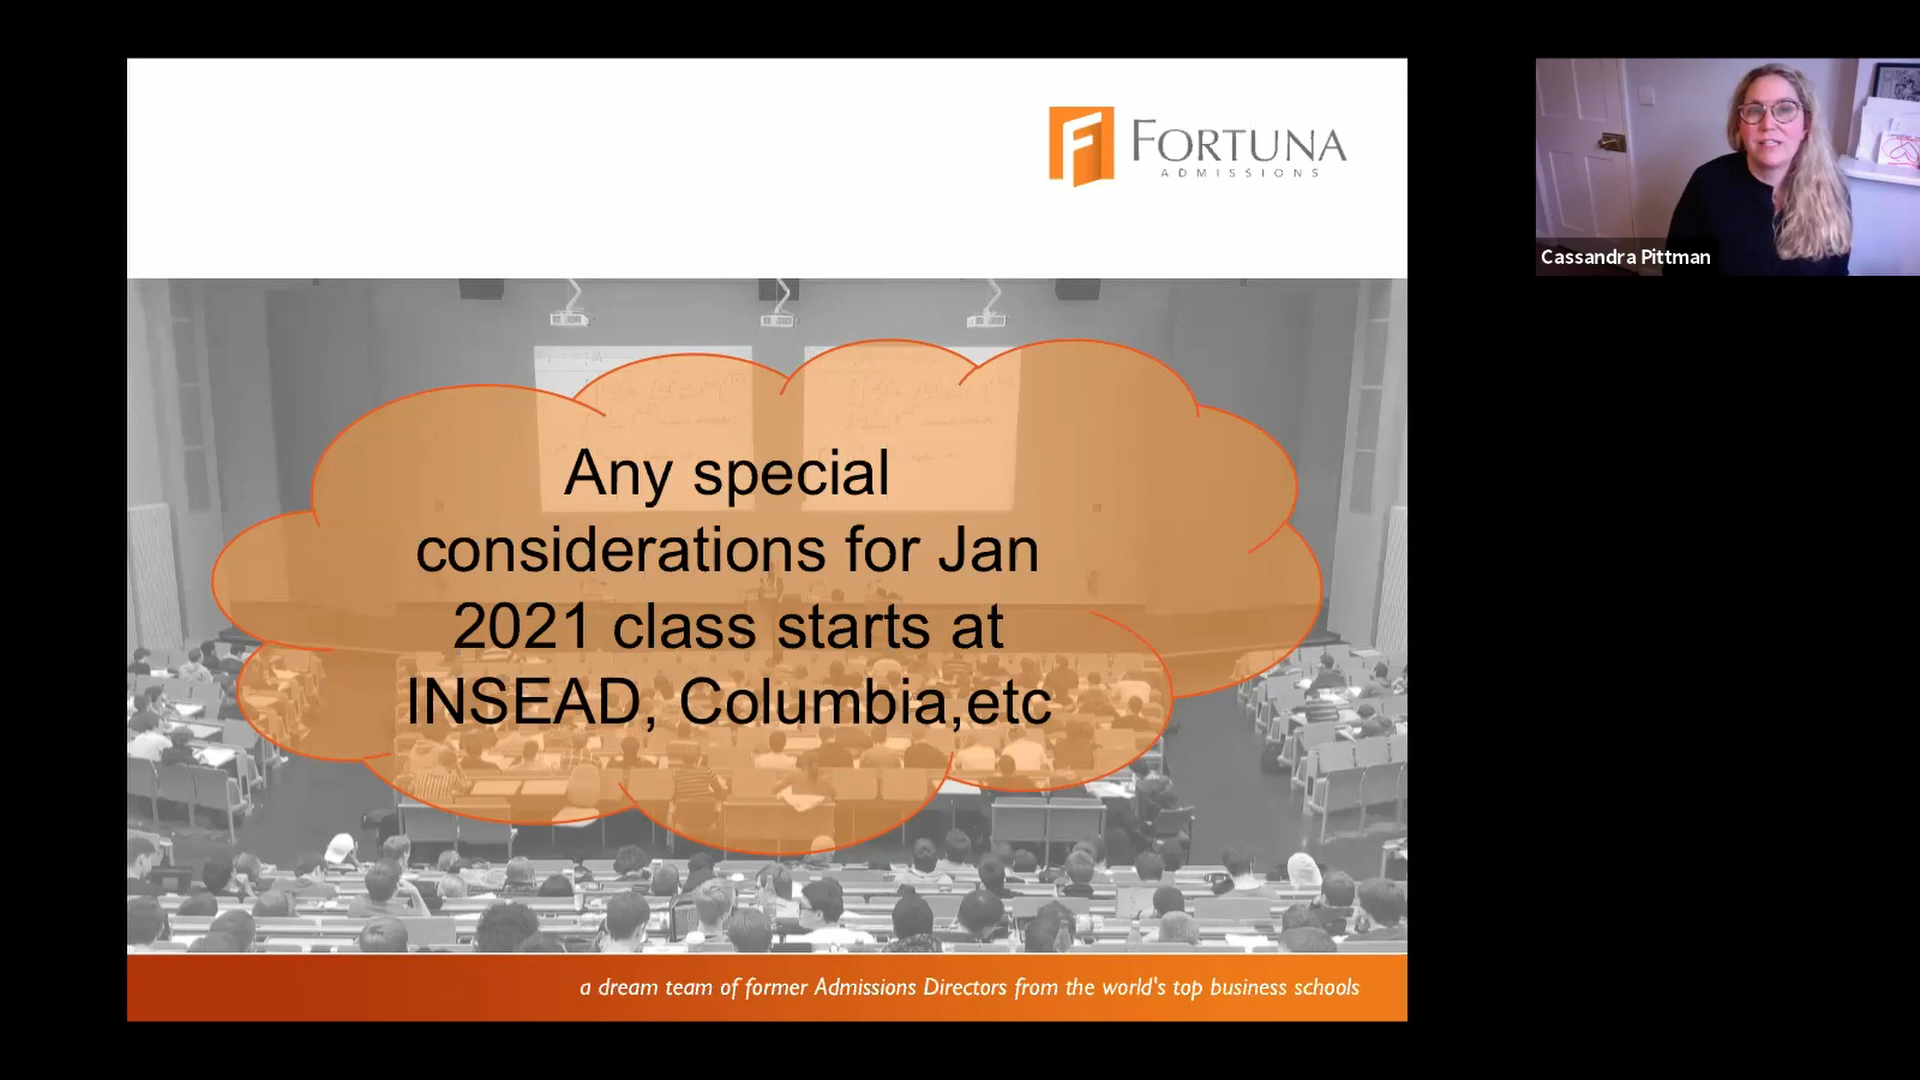 FORTUNA
ADMISSIONS
Cassandra Pittman
Any special
considerations for Jan
2021 class starts at
INSEAD, Columbia,etc
a dream team of former Admissions Directors from the world's top business schools